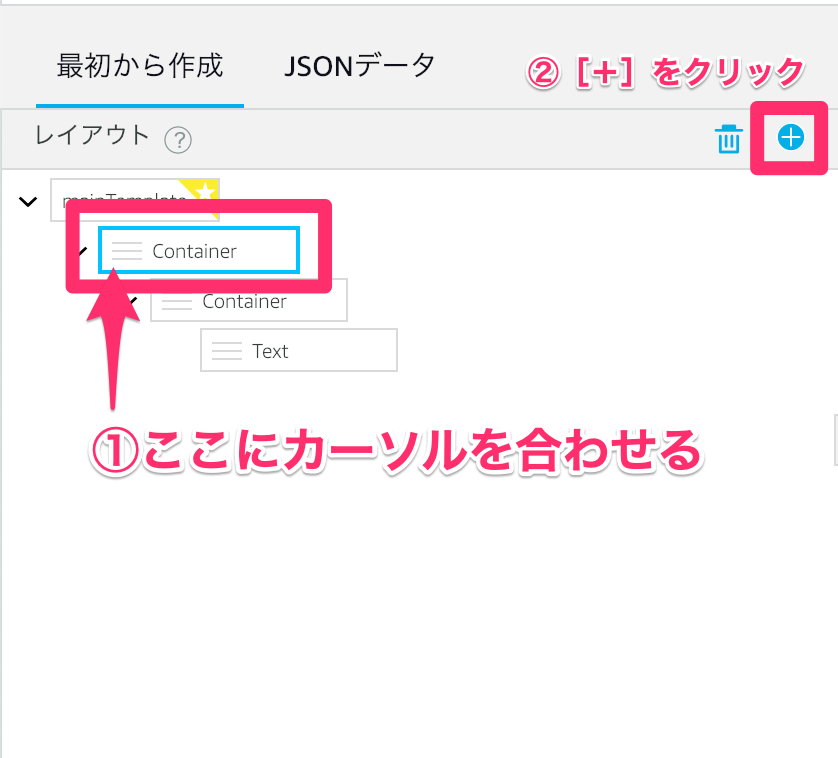 最初から作成 JSONデータ
②［＋］をクリック
レイアウト ?
mainTemplate
Container
Container
Text
①ここにカーソルを合わせる